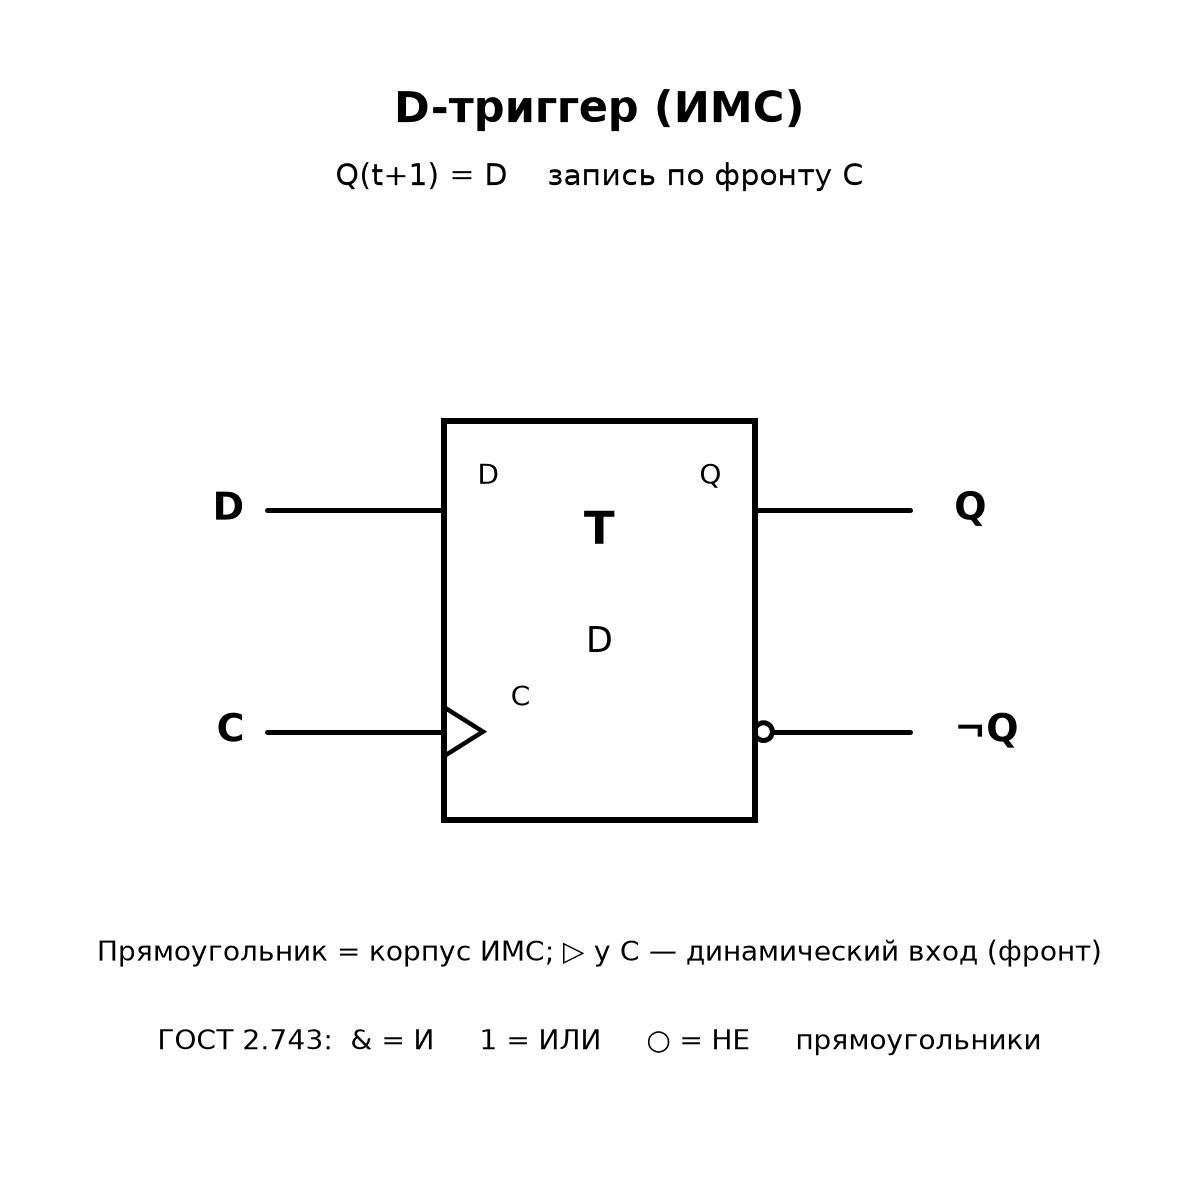 D-триггер (ИМС)
Q(t+1) = D    запись по фронту C
D Q
D T Q
D
C
C ¬Q
Прямоугольник = корпус ИМС; ▷ у C — динамический вход (фронт)
ГОСТ 2.743:  & = И     1 = ИЛИ     ○ = НЕ     прямоугольники